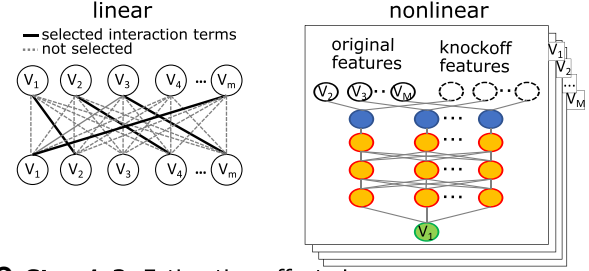 linear
selected interaction terms
not selected
V1 V2 V3 V4 ... Vm
V1 V2 V3 V4 ... Vm
nonlinear
original features
knockoff features
V2 V3 ·· VM ··
...
...
...
...
V1
V1
V2
...
VM